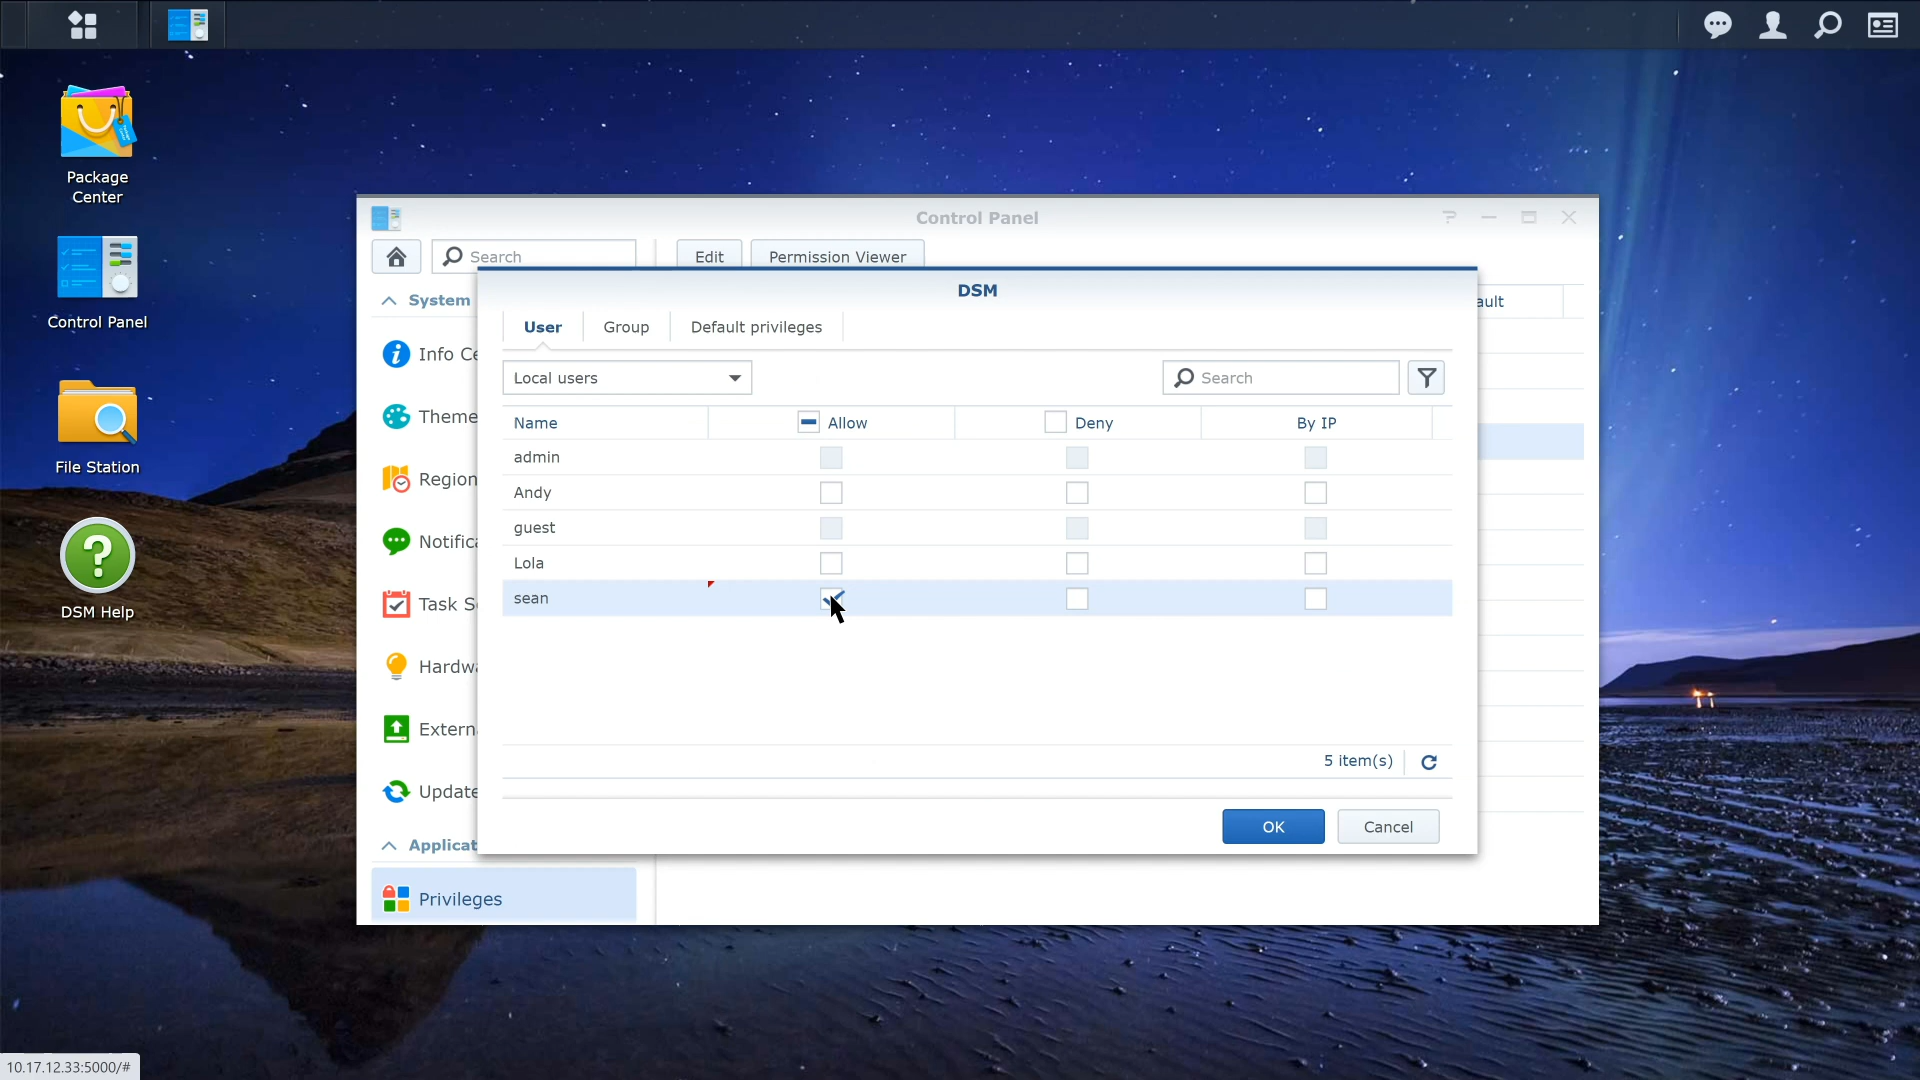 Package
Center
Control Panel
File Station
DSM Help
Control Panel
Search
Edit
Permission Viewer
System
Info Ce
Theme
Region
Notifica
Task S
Hardwa
Extern
Update
Applicat
Privileges
ault
DSM
User
Group
Default privileges
Local users
Search
Name
Allow
Deny
By IP
admin
Andy
guest
Lola
sean
5 item(s)
OK
Cancel
10.17.12.33:5000/#